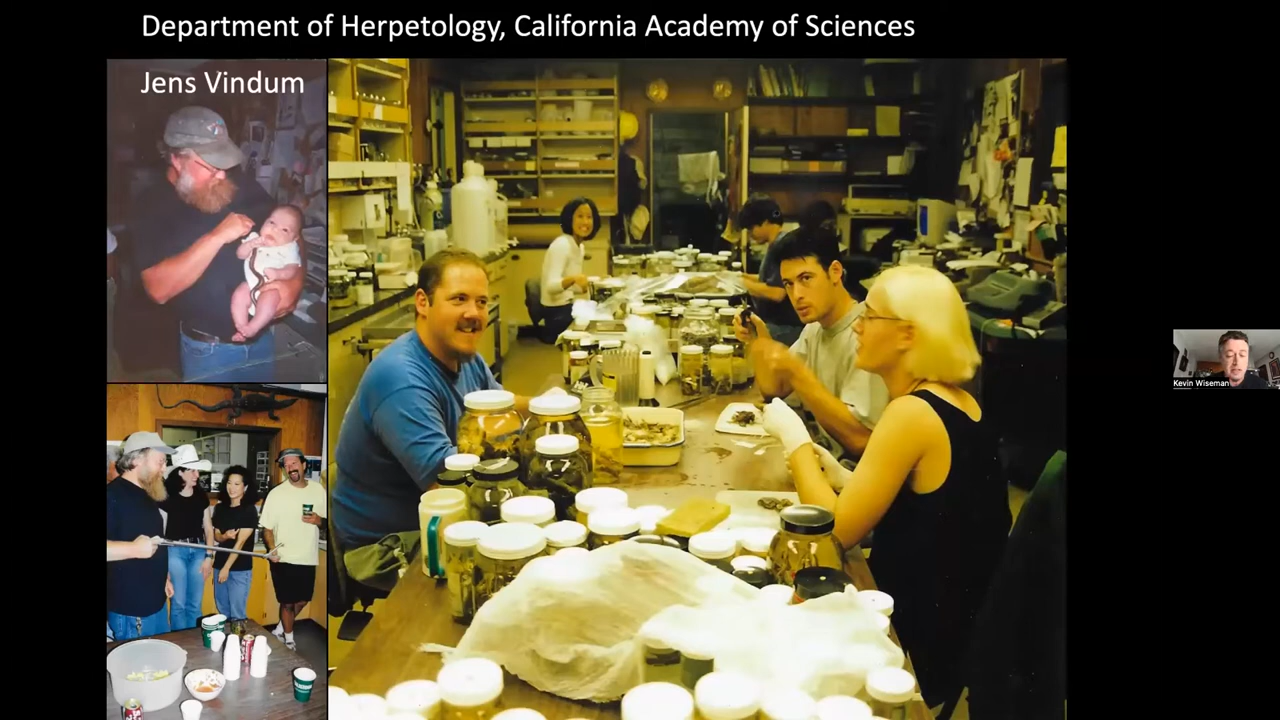 Department of Herpetology, California Academy of Sciences
Jens Vindum
Kevin Wiseman